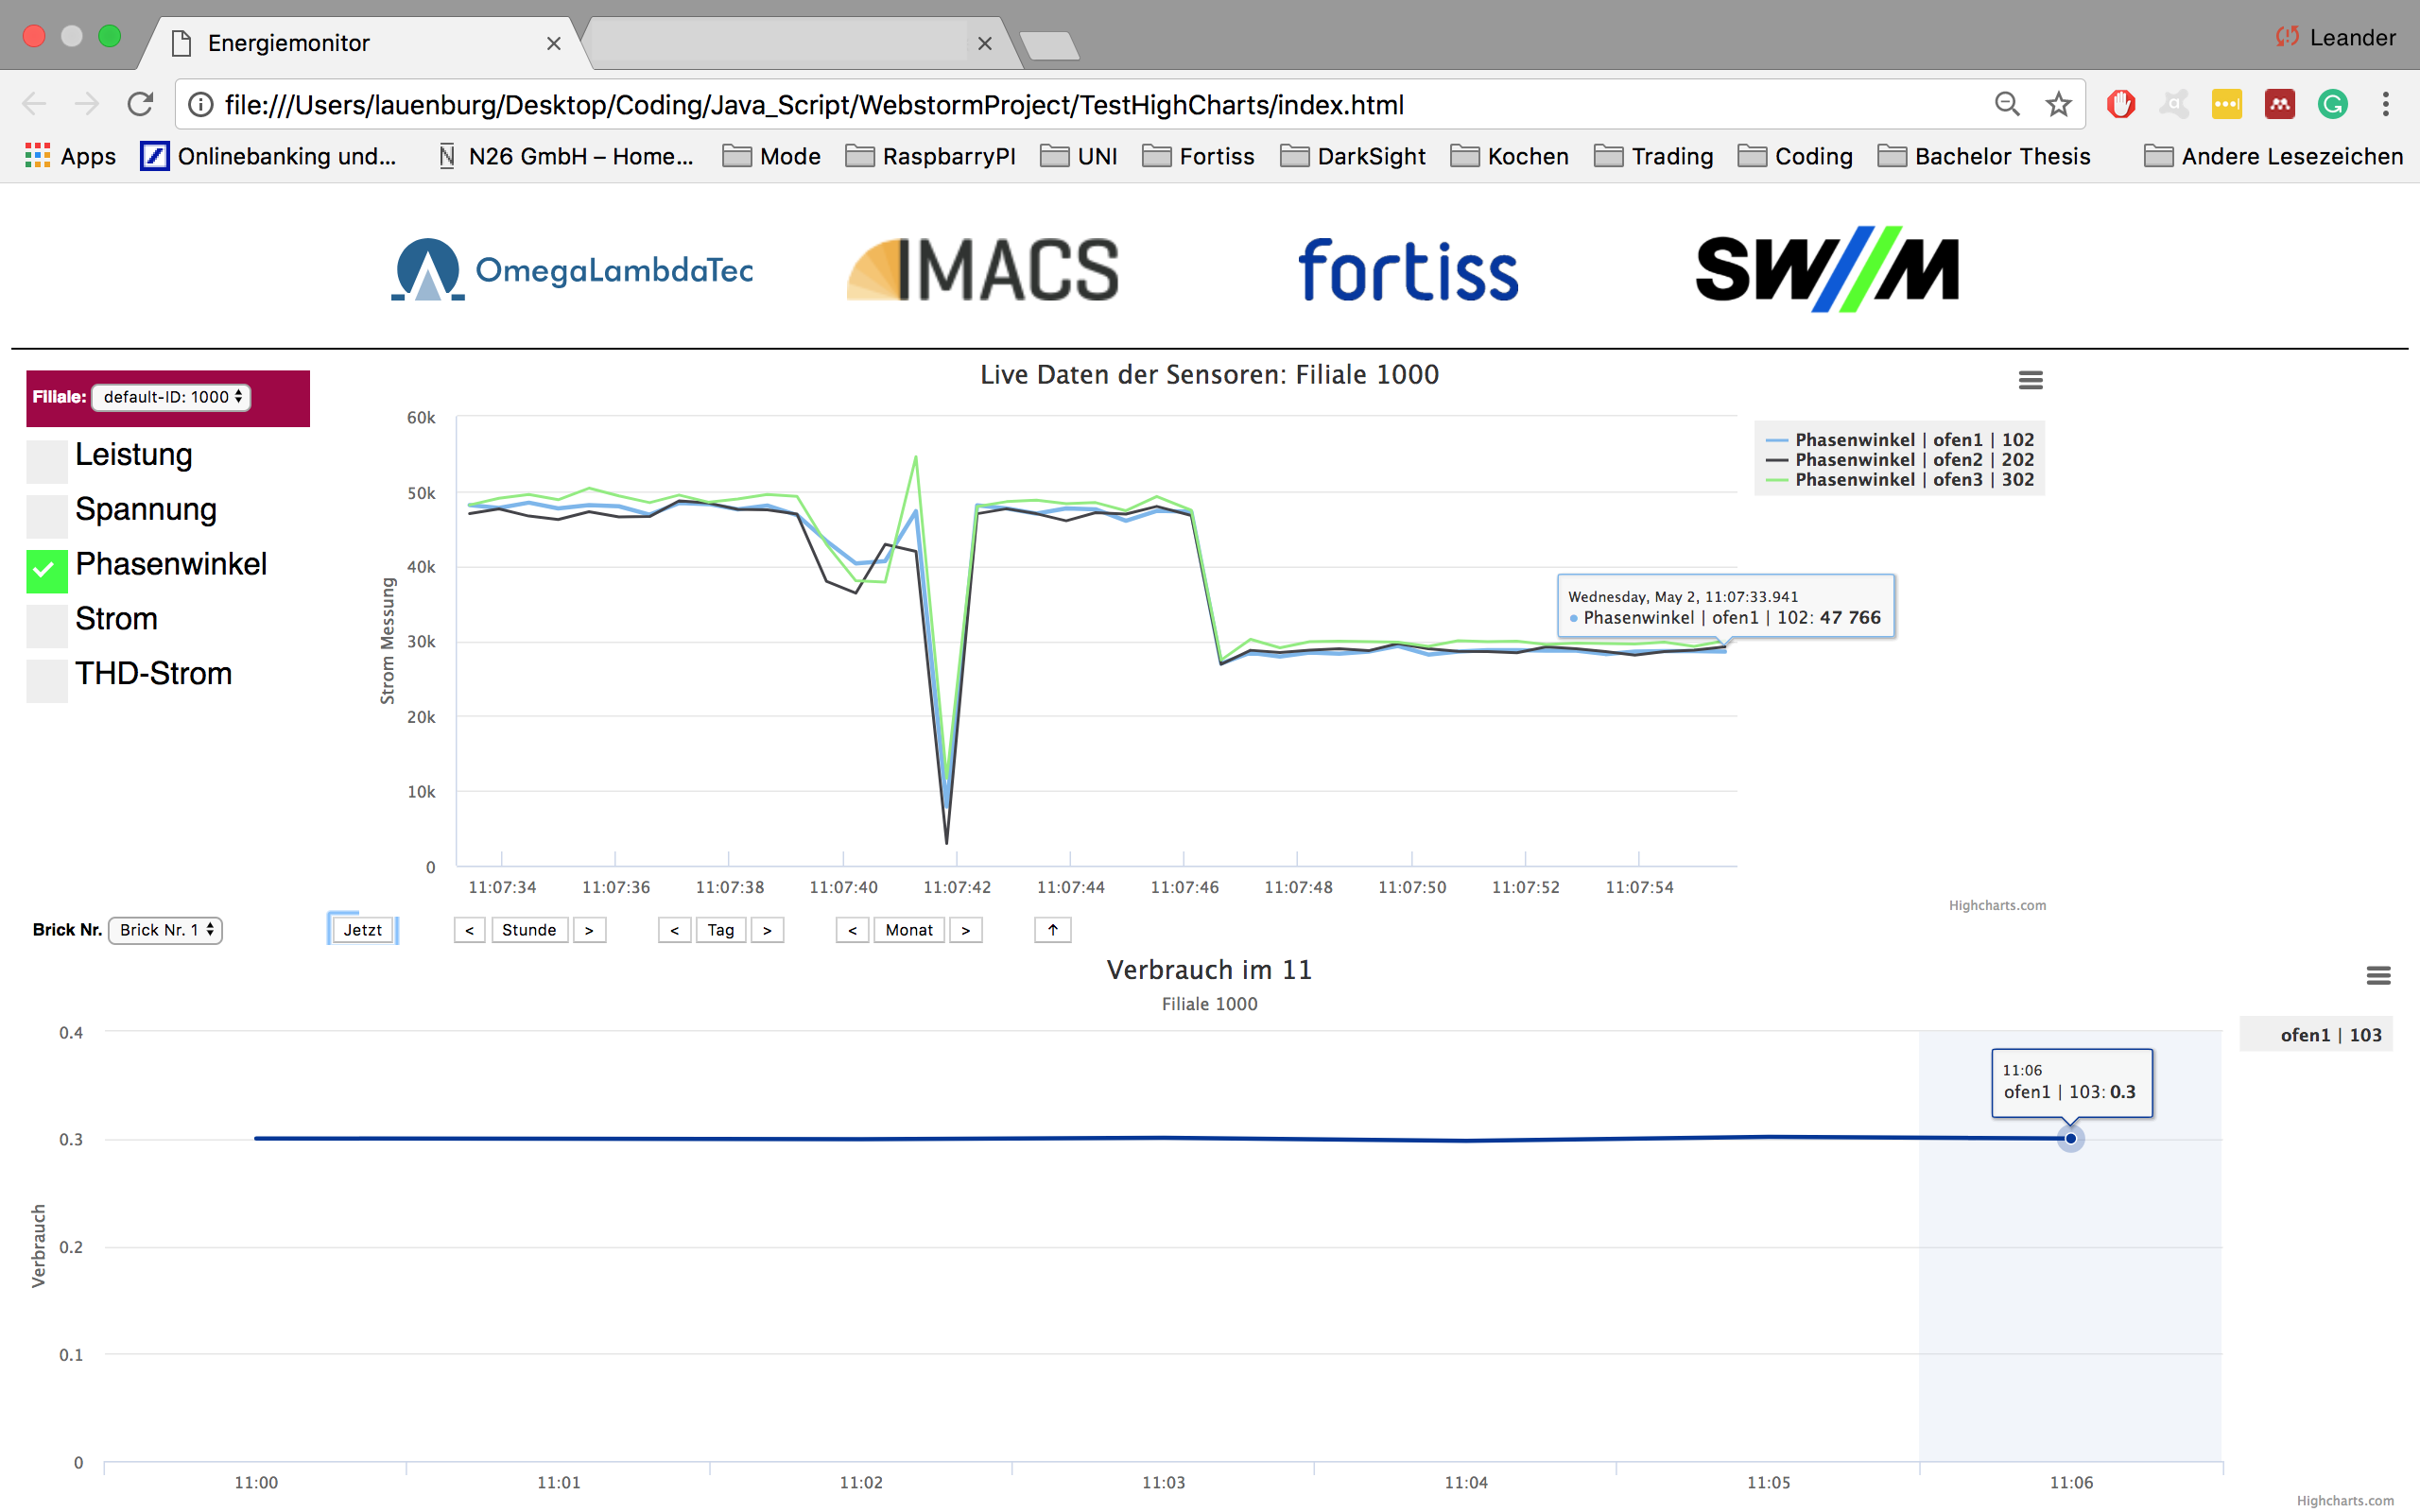 Energiemonitor
Leander
file:///Users/lauenburg/Desktop/Coding/Java_Script/WebstormProject/TestHighCharts/index.html
Apps Onlinebanking und... N26 GmbH – Home... Mode RaspbarryPI UNI Fortiss DarkSight Kochen Trading Coding Bachelor Thesis Andere Lesezeichen
OmegaLambdaTec IMACS fortiss SW//M
Live Daten der Sensoren: Filiale 1000
Filiale: default-ID: 1000
Leistung
Spannung
Phasenwinkel
Strom
THD-Strom
Strom Messung
60k
50k
40k
30k
20k
10k
0
Phasenwinkel | ofen1 | 102
Phasenwinkel | ofen2 | 202
Phasenwinkel | ofen3 | 302
Wednesday, May 2, 11:07:33.941
Phasenwinkel | ofen1 | 102: 47 766
11:07:34 11:07:36 11:07:38 11:07:40 11:07:42 11:07:44 11:07:46 11:07:48 11:07:50 11:07:52 11:07:54
Highcharts.com
Brick Nr. Brick Nr. 1 Jetzt < Stunde > < Tag > < Monat > ↑
Verbrauch im 11
Filiale 1000
Verbrauch
0.4
0.3
0.2
0.1
0
ofen1 | 103
11:06
ofen1 | 103: 0.3
11:00 11:01 11:02 11:03 11:04 11:05 11:06
Highcharts.com